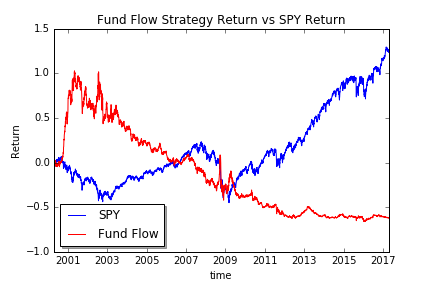 Fund Flow Strategy Return vs SPY Return
1.5
1.0
0.5
0.0
−0.5
−1.0
Return
SPY
Fund Flow
2001 2003 2005 2007 2009 2011 2013 2015 2017
time